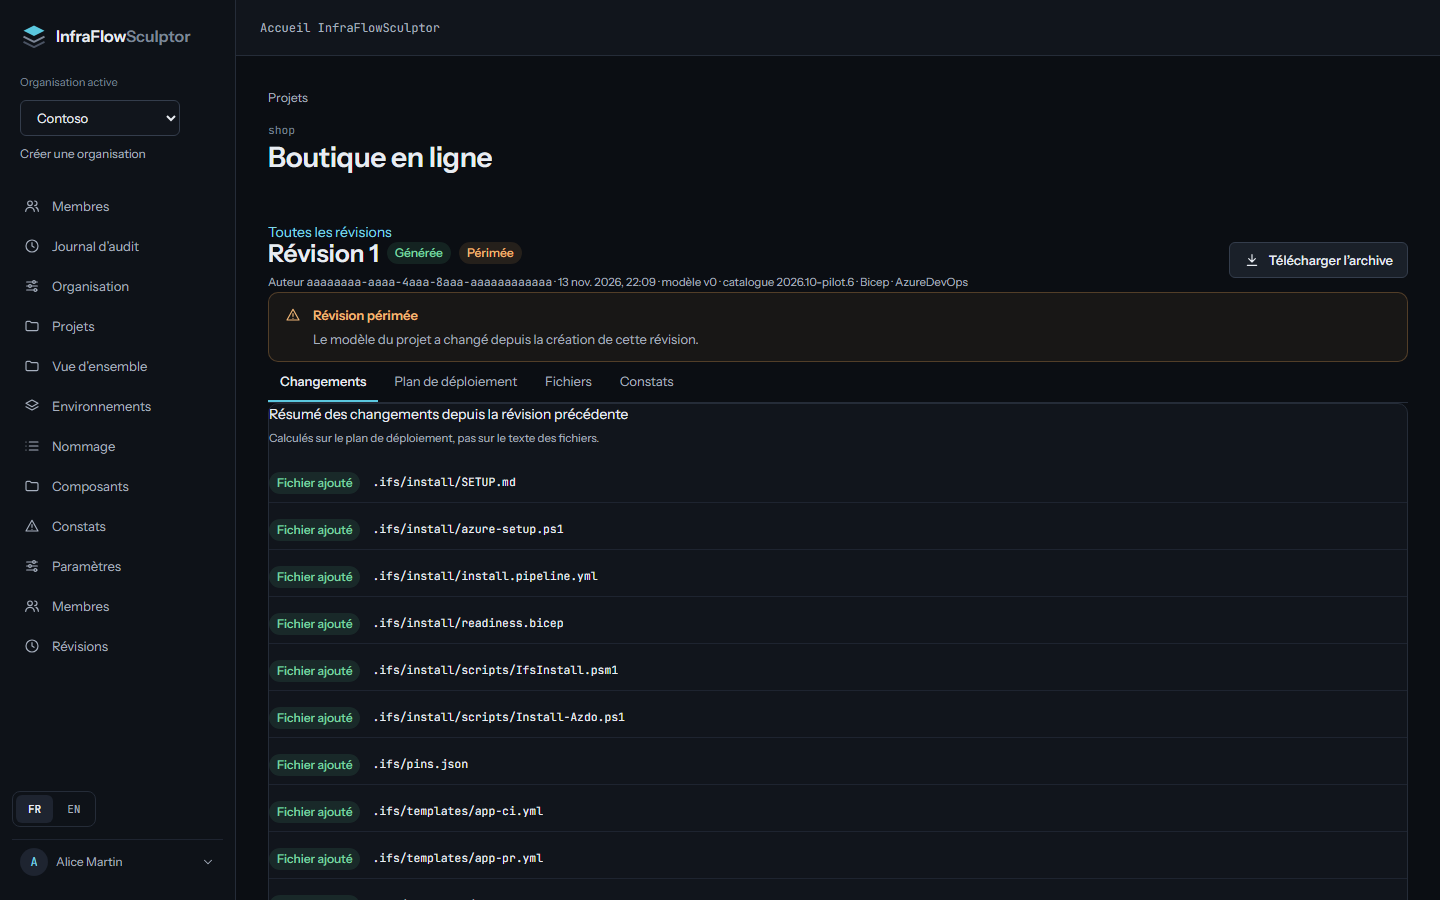 InfraFlowSculptor
Accueil InfraFlowSculptor
Organisation active
Contoso
Créer une organisation
Membres
Journal d'audit
Organisation
Projets
Vue d'ensemble
Environnements
Nommage
Composants
Constats
Paramètres
Membres
Révisions
FR EN
A Alice Martin
Projets
shop
Boutique en ligne
Toutes les révisions
Révision 1 Générée Périmée
Télécharger l'archive
Auteur aaaaaaaa-aaaa-4aaa-8aaa-aaaaaaaaaaaa · 13 nov. 2026, 22:09 · modèle v0 · catalogue 2026.10-pilot.6 · Bicep · AzureDevOps
Révision périmée
Le modèle du projet a changé depuis la création de cette révision.
Changements Plan de déploiement Fichiers Constats
Résumé des changements depuis la révision précédente
Calculés sur le plan de déploiement, pas sur le texte des fichiers.
Fichier ajouté .ifs/install/SETUP.md
Fichier ajouté .ifs/install/azure-setup.ps1
Fichier ajouté .ifs/install/install.pipeline.yml
Fichier ajouté .ifs/install/readiness.bicep
Fichier ajouté .ifs/install/scripts/IfsInstall.psm1
Fichier ajouté .ifs/install/scripts/Install-Azdo.ps1
Fichier ajouté .ifs/pins.json
Fichier ajouté .ifs/templates/app-ci.yml
Fichier ajouté .ifs/templates/app-pr.yml